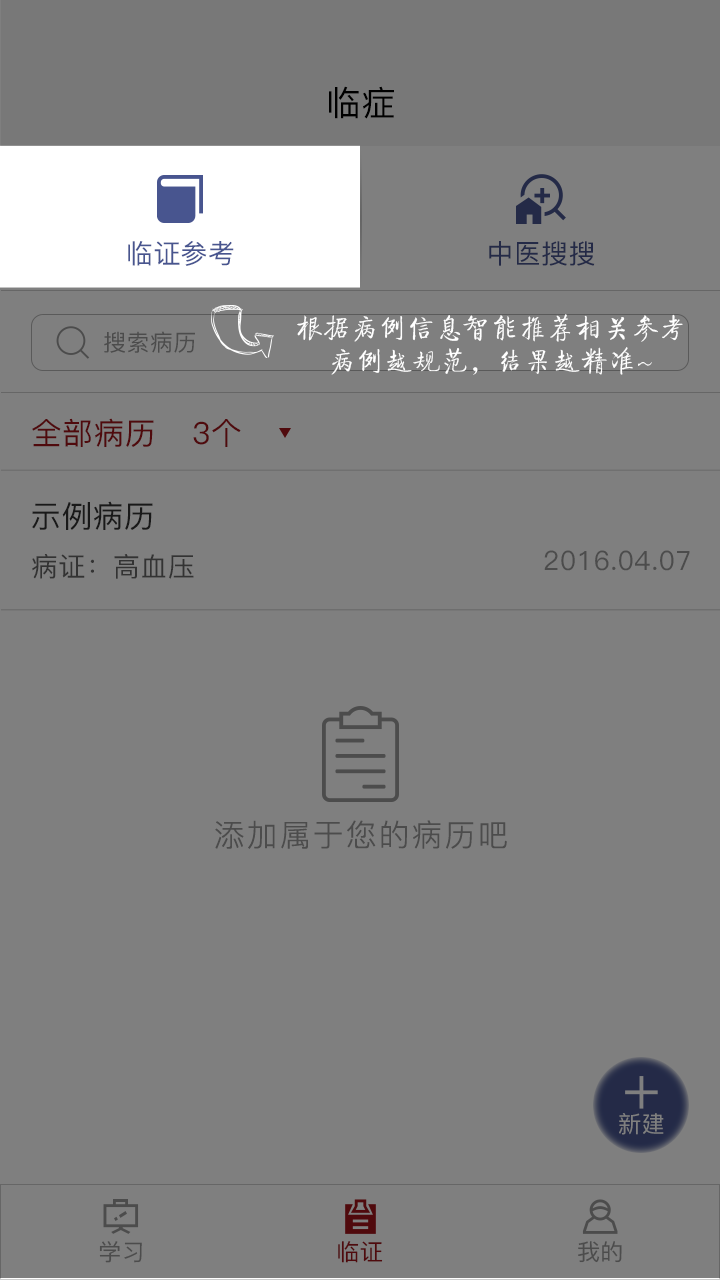 临症
临证参考
中医搜搜
搜索病历
根据病例信息智能推荐相关参考
病例越规范，结果越精准~
全部病历 3个
示例病历
病证：高血压
2016.04.07
添加属于您的病历吧
新建
学习
临证
我的